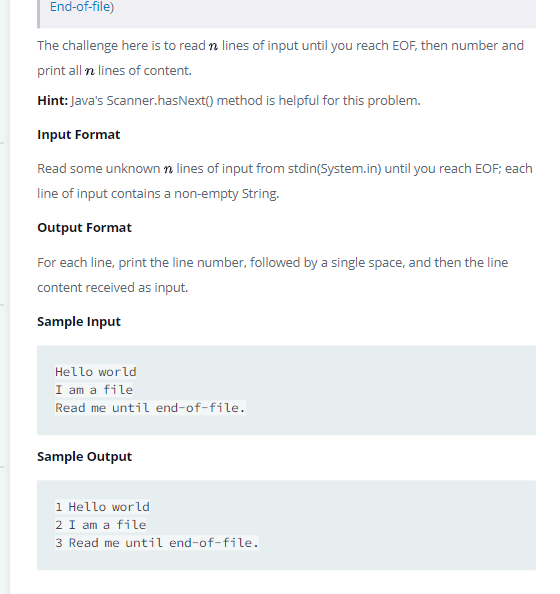 End-of-file)
The challenge here is to read n lines of input until you reach EOF, then number and
print all n lines of content.
Hint: Java's Scanner.hasNext() method is helpful for this problem.
Input Format
Read some unknown n lines of input from stdin(System.in) until you reach EOF; each
line of input contains a non-empty String.
Output Format
For each line, print the line number, followed by a single space, and then the line
content received as input.
Sample Input
Hello world
I am a file
Read me until end-of-file.
Sample Output
1 Hello world
2 I am a file
3 Read me until end-of-file.